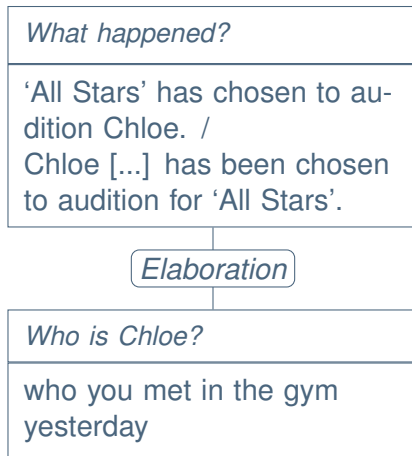 What happened?
‘All Stars’ has chosen to au-
dition Chloe. /
Chloe [...] has been chosen
to audition for ‘All Stars’.
Elaboration
Who is Chloe?
who you met in the gym
yesterday